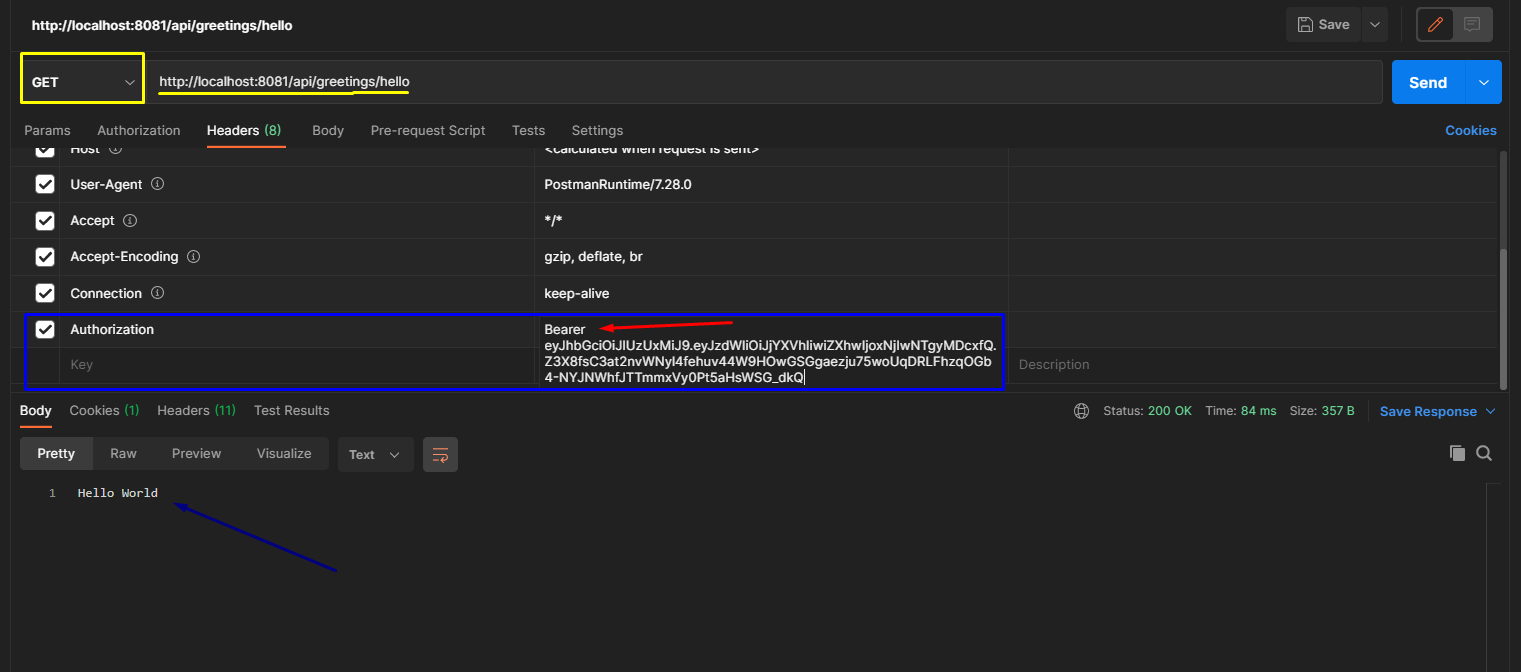 http://localhost:8081/api/greetings/hello
Save
GET
http://localhost:8081/api/greetings/hello
Send
Params Authorization Headers (8) Body Pre-request Script Tests Settings Cookies
Host <calculated when request is sent>
User-Agent PostmanRuntime/7.28.0
Accept */*
Accept-Encoding gzip, deflate, br
Connection keep-alive
Authorization Bearer
eyJhbGciOiJIUzUxMiJ9.eyJzdWIiOiJjYXVhIiwiZXhwIjoxNjIwNTgyMDcxfQ.
Z3X8fsC3at2nvWNyI4fehuv44W9HOwGSGgaezju75woUqDRLFhzqOGb
4-NYJNWhfJTTmmxVy0Pt5aHsWSG_dkQ
Key Description
Body Cookies (1) Headers (11) Test Results Status: 200 OK Time: 84 ms Size: 357 B Save Response
Pretty Raw Preview Visualize Text
1 Hello World